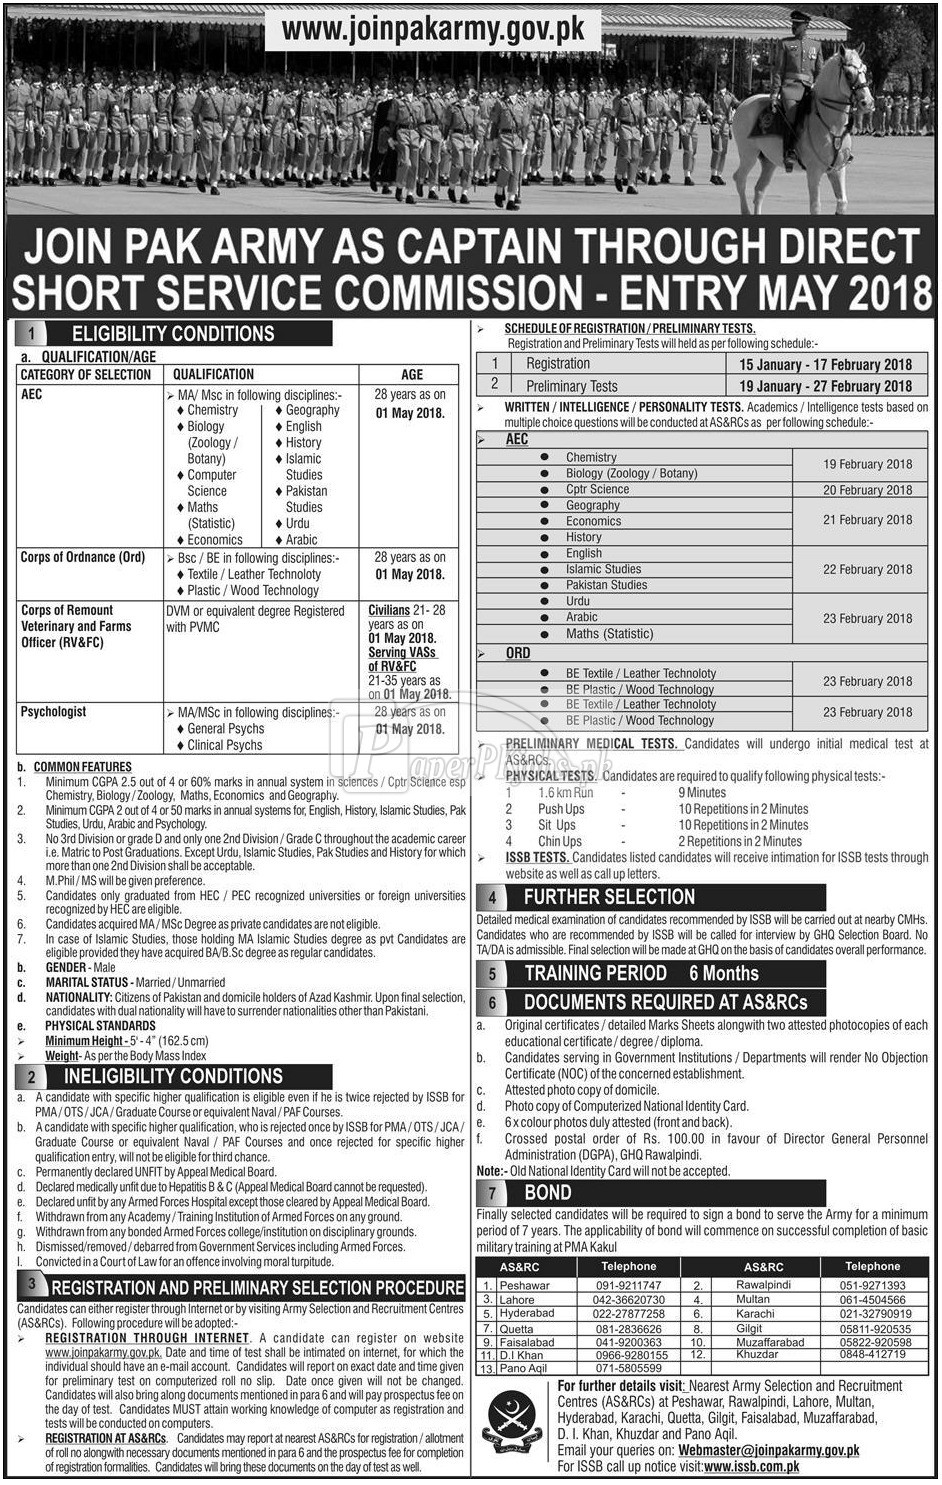 www.joinpakarmy.gov.pk
JOIN PAK ARMY AS CAPTAIN THROUGH DIRECT
SHORT SERVICE COMMISSION - ENTRY MAY 2018
1 ELIGIBILITY CONDITIONS
a. QUALIFICATION/AGE
CATEGORY OF SELECTION QUALIFICATION AGE
AEC
➢ MA/ Msc in following disciplines:-
♦ Chemistry
♦ Biology
(Zoology /
Botany)
♦ Computer
Science
♦ Maths
(Statistic)
♦ Economics
♦ Geography
♦ English
♦ History
♦ Islamic
Studies
♦ Pakistan
Studies
♦ Urdu
♦ Arabic
28 years as on
01 May 2018.
Corps of Ordnance (Ord)
➢ Bsc / BE in following disciplines:-
♦ Textile / Leather Technoloty
♦ Plastic / Wood Technology
28 years as on
01 May 2018.
Corps of Remount
Veterinary and Farms
Officer (RV&FC)
DVM or equivalent degree Registered
with PVMC
Civilians 21- 28
years as on
01 May 2018.
Serving VASs
of RV&FC
21-35 years as
on 01 May 2018.
Psychologist
➢ MA/MSc in following disciplines:-
♦ General Psychs
♦ Clinical Psychs
28 years as on
01 May 2018.
b. COMMON FEATURES
1. Minimum CGPA 2.5 out of 4 or 60% marks in annual system in sciences / Cptr Science esp
Chemistry, Biology / Zoology, Maths, Economics and Geography.
2. Minimum CGPA 2 out of 4 or 50 marks in annual systems for, English, History, Islamic Studies, Pak
Studies, Urdu, Arabic and Psychology.
3. No 3rd Division or grade D and only one 2nd Division / Grade C throughout the academic career
i.e. Matric to Post Graduations. Except Urdu, Islamic Studies, Pak Studies and History for which
more than one 2nd Division shall be acceptable.
4. M.Phil / MS will be given preference.
5. Candidates only graduated from HEC / PEC recognized universities or foreign universities
recognized by HEC are eligible.
6. Candidates acquired MA / MSc Degree as private candidates are not eligible.
7. In case of Islamic Studies, those holding MA Islamic Studies degree as pvt Candidates are
eligible provided they have acquired BA/B.Sc degree as regular candidates.
b. GENDER - Male
c. MARITAL STATUS - Married / Unmarried
d. NATIONALITY: Citizens of Pakistan and domicile holders of Azad Kashmir. Upon final selection,
candidates with dual nationality will have to surrender nationalities other than Pakistani.
e. PHYSICAL STANDARDS
➢ Minimum Height - 5' - 4" (162.5 cm)
➢ Weight- As per the Body Mass Index
2 INELIGIBILITY CONDITIONS
a. A candidate with specific higher qualification is eligible even if he is twice rejected by ISSB for
PMA / OTS / JCA / Graduate Course or equivalent Naval / PAF Courses.
b. A candidate with specific higher qualification, who is rejected once by ISSB for PMA / OTS / JCA /
Graduate Course or equivalent Naval / PAF Courses and once rejected for specific higher
qualification entry, will not be eligible for third chance.
c. Permanently declared UNFIT by Appeal Medical Board.
d. Declared medically unfit due to Hepatitis B & C (Appeal Medical Board cannot be requested).
e. Declared unfit by any Armed Forces Hospital except those cleared by Appeal Medical Board.
f. Withdrawn from any Academy / Training Institution of Armed Forces on any ground.
g. Withdrawn from any bonded Armed Forces college/institution on disciplinary grounds.
h. Dismissed/removed / debarred from Government Services including Armed Forces.
I. Convicted in a Court of Law for an offence involving moral turpitude.
3 REGISTRATION AND PRELIMINARY SELECTION PROCEDURE
Candidates can either register through Internet or by visiting Army Selection and Recruitment Centres
(AS&RCs). Following procedure will be adopted:-
➢ REGISTRATION THROUGH INTERNET. A candidate can register on website
www.joinpakarmy.gov.pk. Date and time of test shall be intimated on internet, for which the
individual should have an e-mail account. Candidates will report on exact date and time given
for preliminary test on computerized roll no slip. Date once given will not be changed.
Candidates will also bring along documents mentioned in para 6 and will pay prospectus fee on
the day of test. Candidates MUST attain working knowledge of computer as registration and
tests will be conducted on computers.
➢ REGISTRATION AT AS&RCs. Candidates may report at nearest AS&RCs for registration / allotment
of roll no alongwith necessary documents mentioned in para 6 and the prospectus fee for completion
of registration formalities. Candidates will bring these documents on the day of test as well.
➢ SCHEDULE OF REGISTRATION / PRELIMINARY TESTS.
Registration and Preliminary Tests will held as per following schedule:-
1 Registration 15 January - 17 February 2018
2 Preliminary Tests 19 January - 27 February 2018
➢ WRITTEN / INTELLIGENCE / PERSONALITY TESTS. Academics / Intelligence tests based on
multiple choice questions will be conducted at AS&RCs as per following schedule:-
➢ AEC
● Chemistry
● Biology (Zoology / Botany)
19 February 2018
● Cptr Science 20 February 2018
● Geography
● Economics
● History
21 February 2018
● English
● Islamic Studies
● Pakistan Studies
22 February 2018
● Urdu
● Arabic
● Maths (Statistic)
23 February 2018
➢ ORD
● BE Textile / Leather Technoloty
● BE Plastic / Wood Technology
23 February 2018
● BE Textile / Leather Technoloty
● BE Plastic / Wood Technology
23 February 2018
➢ PRELIMINARY MEDICAL TESTS. Candidates will undergo initial medical test at
AS&RCs.
➢ PHYSICAL TESTS. Candidates are required to qualify following physical tests:-
1 1.6 km Run - 9 Minutes
2 Push Ups - 10 Repetitions in 2 Minutes
3 Sit Ups - 10 Repetitions in 2 Minutes
4 Chin Ups - 2 Repetitions in 2 Minutes
➢ ISSB TESTS. Candidates listed candidates will receive intimation for ISSB tests through
website as well as call up letters.
4 FURTHER SELECTION
Detailed medical examination of candidates recommended by ISSB will be carried out at nearby CMHs.
Candidates who are recommended by ISSB will be called for interview by GHQ Selection Board. No
TA/DA is admissible. Final selection will be made at GHQ on the basis of candidates overall performance.
5 TRAINING PERIOD 6 Months
6 DOCUMENTS REQUIRED AT AS&RCs
a. Original certificates / detailed Marks Sheets alongwith two attested photocopies of each
educational certificate / degree / diploma.
b. Candidates serving in Government Institutions / Departments will render No Objection
Certificate (NOC) of the concerned establishment.
c. Attested photo copy of domicile.
d. Photo copy of Computerized National Identity Card.
e. 6 x colour photos duly attested (front and back).
f. Crossed postal order of Rs. 100.00 in favour of Director General Personnel
Administration (DGPA), GHQ Rawalpindi.
Note:- Old National Identity Card will not be accepted.
7 BOND
Finally selected candidates will be required to sign a bond to serve the Army for a minimum
period of 7 years. The applicability of bond will commence on successful completion of basic
military training at PMA Kakul
AS&RC Telephone AS&RC Telephone
1. Peshawar 091-9211747 2. Rawalpindi 051-9271393
3. Lahore 042-36620730 4. Multan 061-4504566
5. Hyderabad 022-27877258 6. Karachi 021-32790919
7. Quetta 081-2836626 8. Gilgit 05811-920535
9. Faisalabad 041-9200363 10. Muzaffarabad 05822-920598
11. D.I Khan 0966-9280155 12. Khuzdar 0848-412719
13. Pano Aqil 071-5805599
For further details visit: Nearest Army Selection and Recruitment
Centres (AS&RCs) at Peshawar, Rawalpindi, Lahore, Multan,
Hyderabad, Karachi, Quetta, Gilgit, Faisalabad, Muzaffarabad,
D. I. Khan, Khuzdar and Pano Aqil.
Email your queries on: Webmaster@joinpakarmy.gov.pk
For ISSB call up notice visit:www.issb.com.pk